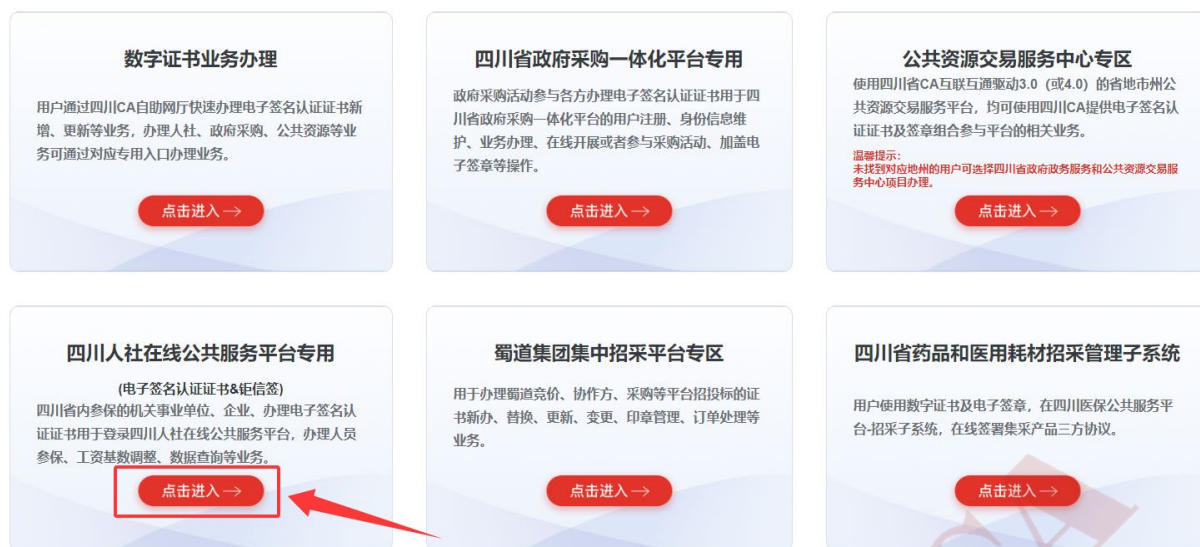 数字证书业务办理
用户通过四川CA自助网厅快速办理电子签名认证证书新
增、更新等业务，办理人社、政府采购、公共资源等业
务可通过对应专用入口办理业务。
点击进入→
四川省政府采购一体化平台专用
政府采购活动参与各方办理电子签名认证证书用于四
川省政府采购一体化平台的用户注册、身份信息维
护、业务办理、在线开展或者参与采购活动、加盖电
子签章等操作。
点击进入→
公共资源交易服务中心专区
使用四川省CA互联互通驱动3.0（或4.0）的省地市州公
共资源交易服务平台，均可使用四川CA提供电子签名认
证证书及签章组合参与平台的相关业务。
温馨提示：
未找到对应地州的用户可选择四川省政府政务服务和公共资源交易服
务中心项目办理。
点击进入→
四川人社在线公共服务平台专用
(电子签名认证证书&钜信签)
四川省内参保的机关事业单位、企业、办理电子签名认
证证书用于登录四川人社在线公共服务平台，办理人员
参保、工资基数调整、数据查询等业务。
点击进入→
蜀道集团集中招采平台专区
用于办理蜀道竞价、协作方、采购等平台招投标的证
书新办、替换、更新、变更、印章管理、订单处理等
业务。
点击进入→
四川省药品和医用耗材招采管理子系统
用户使用数字证书及电子签章，在四川医保公共服务平
台-招采子系统，在线签署集采产品三方协议。
点击进入→
CA